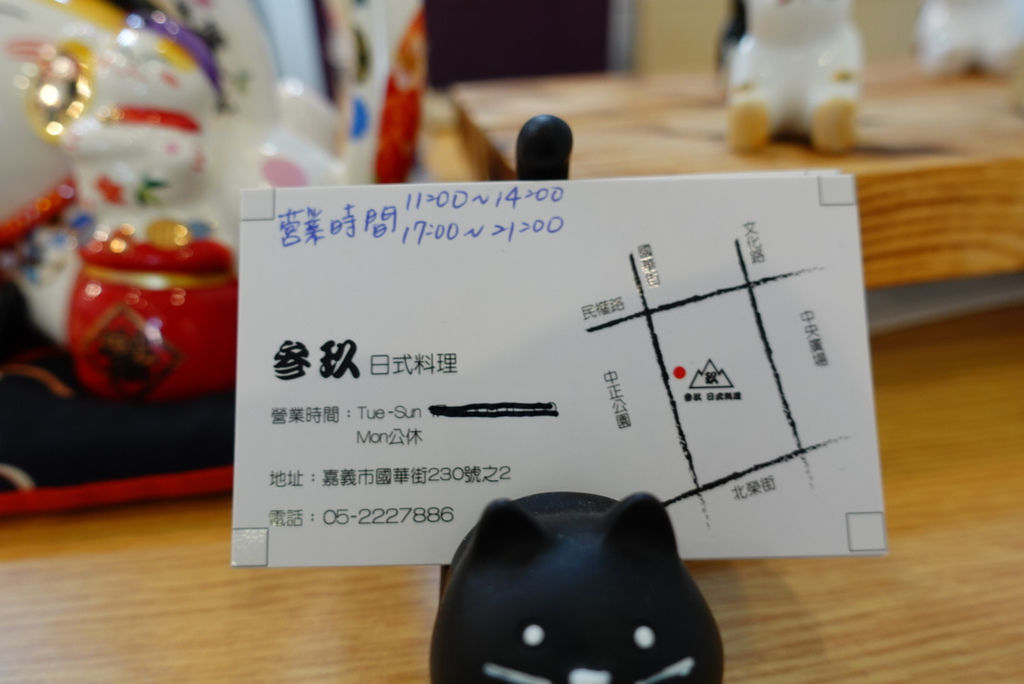 營業時間 11:00~14:00
17:00~21:00
參玖 日式料理
營業時間：Tue-Sun
Mon公休
地址：嘉義市國華街230號之2
電話：05-2227886
國華街
文化路
民權路
中央廣場
中正公園
玖
參玖 日式料理
北榮街